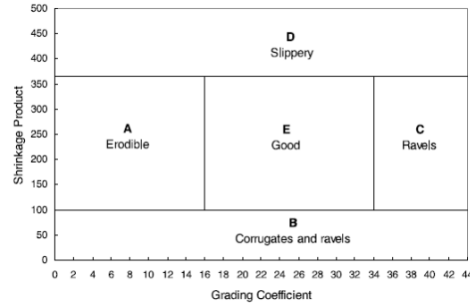 500
450
400
350
300
250
200
150
100
50
0
Shrinkage Product
D
Slippery
A
Erodible
E
Good
C
Ravels
B
Corrugates and ravels
0 2 4 6 8 10 12 14 16 18 20 22 24 26 28 30 32 34 36 38 40 42 44
Grading Coefficient